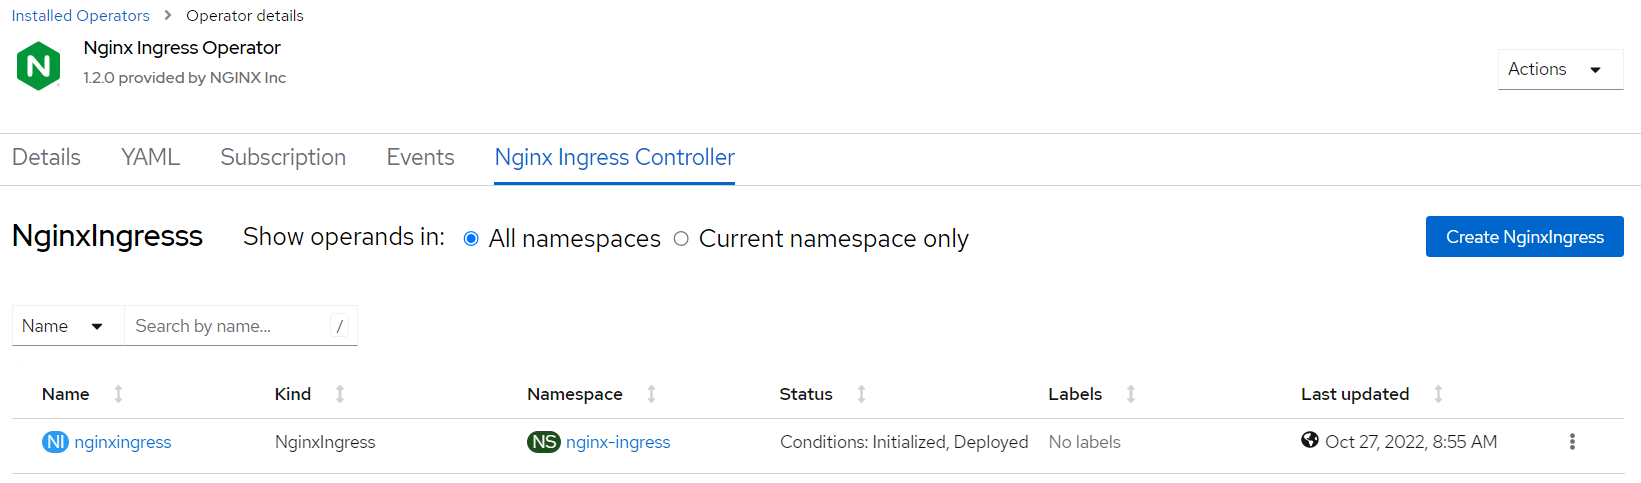 Installed Operators > Operator details
N
Nginx Ingress Operator
1.2.0 provided by NGINX Inc
Actions
Details YAML Subscription Events Nginx Ingress Controller
NginxIngresss Show operands in: All namespaces Current namespace only Create NginxIngress
Name Search by name... /
Name Kind Namespace Status Labels Last updated
NI nginxingress NginxIngress NS nginx-ingress Conditions: Initialized, Deployed No labels Oct 27, 2022, 8:55 AM